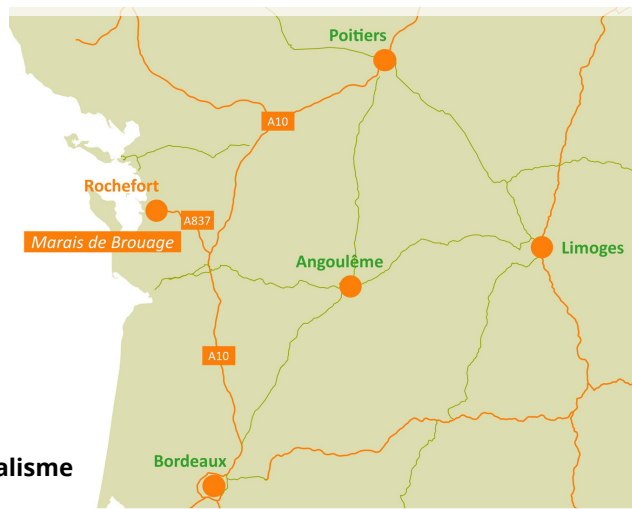 Poitiers
A10
Rochefort
A837
Marais de Brouage
Angoulême
Limoges
A10
Bordeaux
alisme